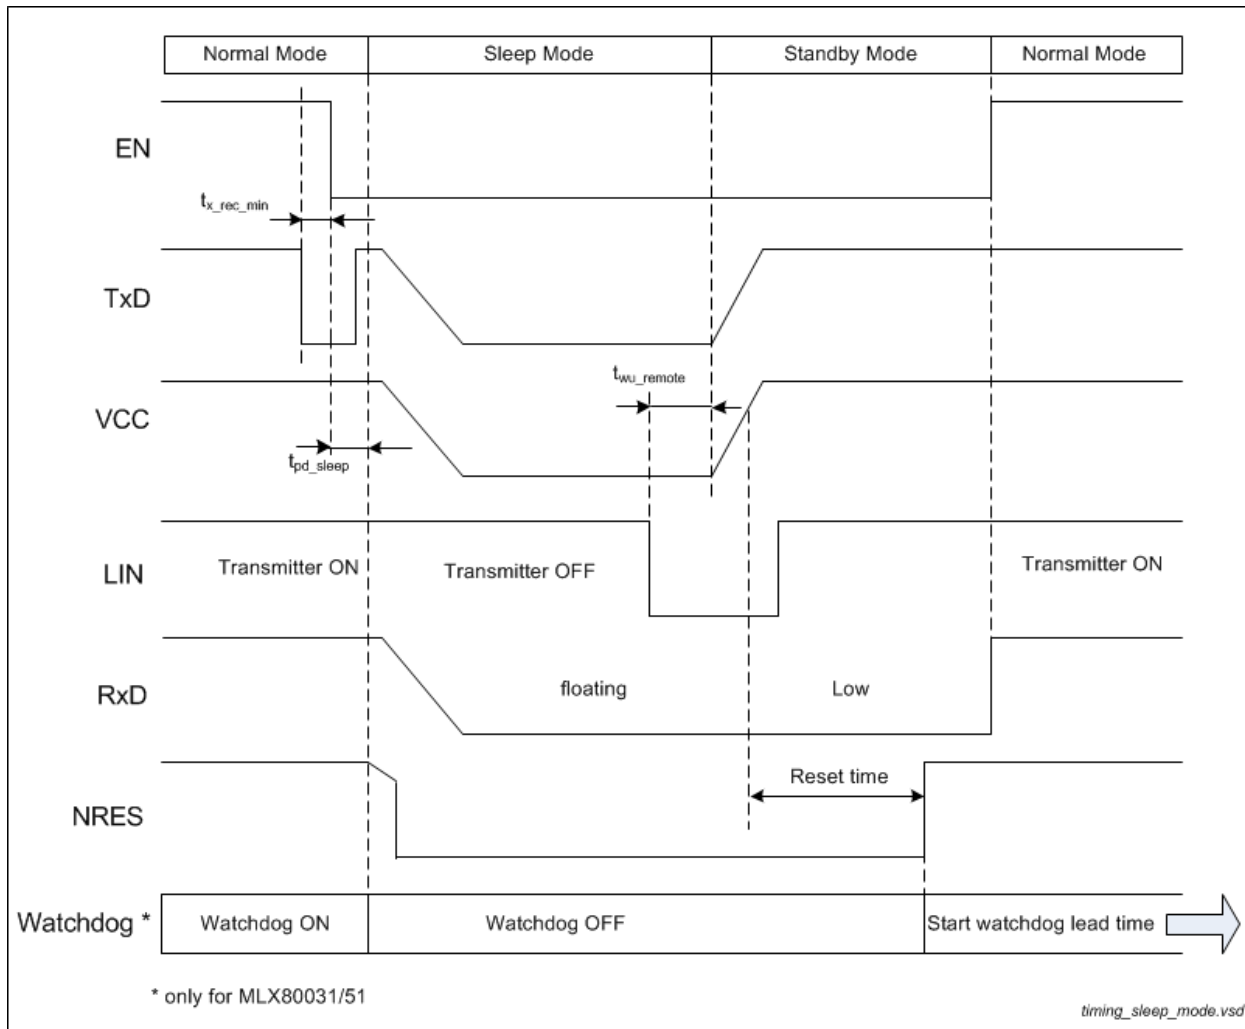 Normal Mode Sleep Mode Standby Mode Normal Mode
EN
tx_rec_min
TxD
twu_remote
VCC
tpd_sleep
LIN
Transmitter ON Transmitter OFF Transmitter ON
RxD
floating Low
Reset time
NRES
Watchdog * Watchdog ON Watchdog OFF Start watchdog lead time
* only for MLX80031/51
timing_sleep_mode.vsd